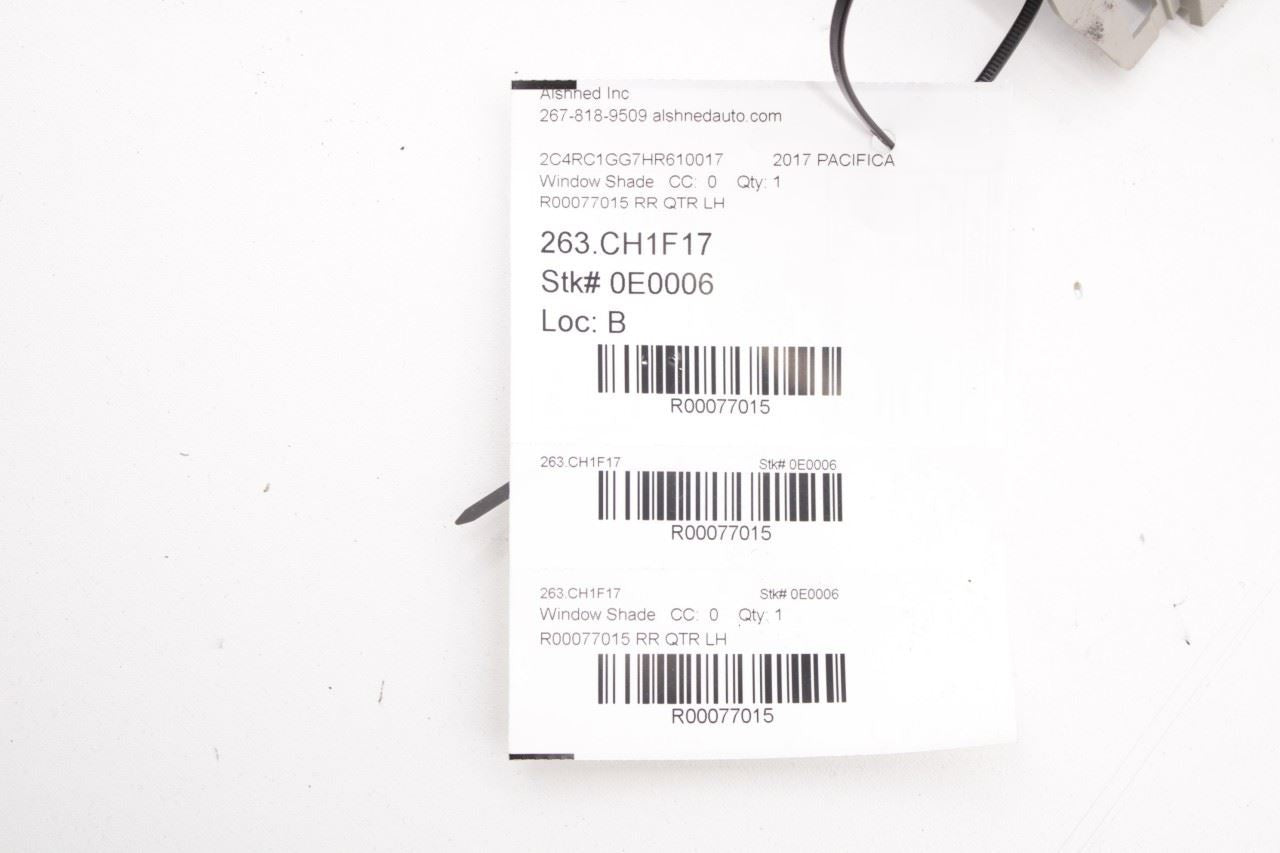 Alshned Inc
267-818-9509 alshnedauto.com
2C4RC1GG7HR610017 2017 PACIFICA
Window Shade CC: 0 Qty: 1
R00077015 RR QTR LH
263.CH1F17
Stk# 0E0006
Loc: B
R00077015
263.CH1F17 Stk# 0E0006
R00077015
263.CH1F17 Stk# 0E0006
Window Shade CC: 0 Qty: 1
R00077015 RR QTR LH
R00077015